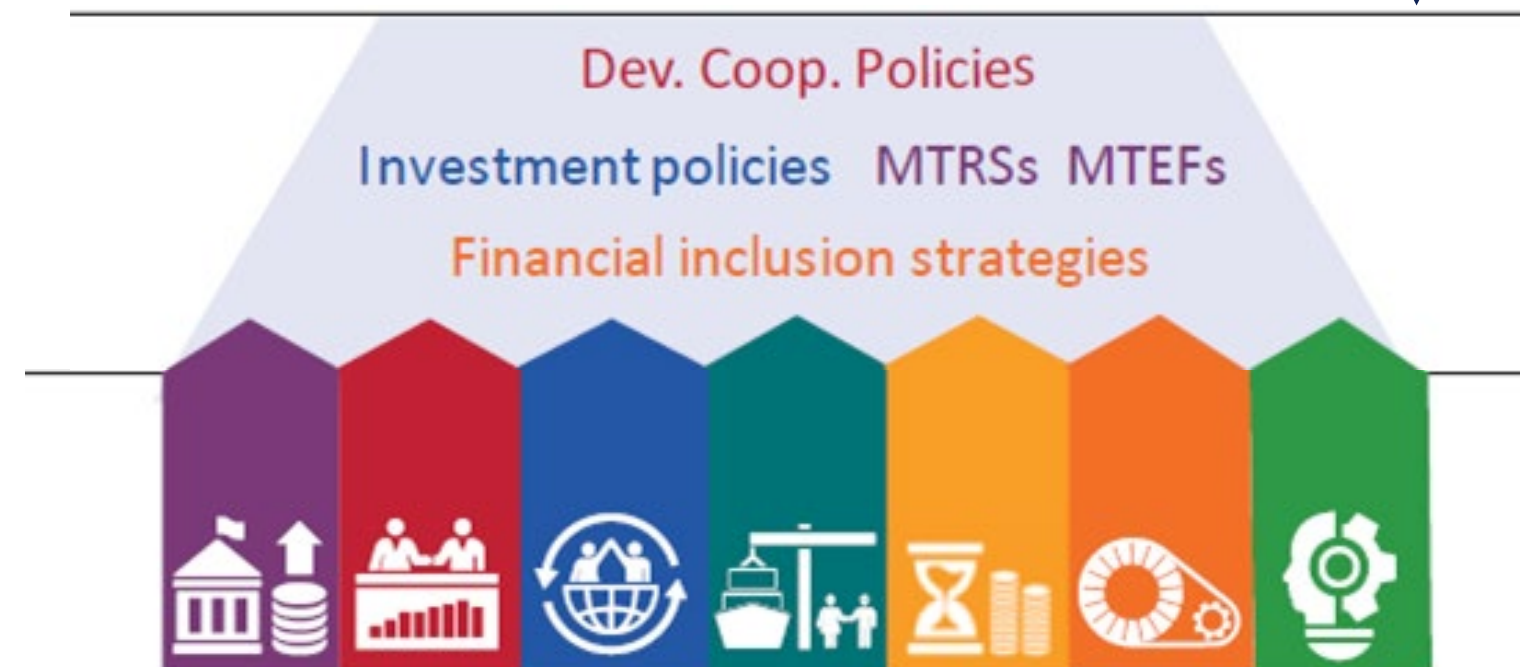 Dev. Coop. Policies
Investment policies MTRSs MTEFs
Financial inclusion strategies